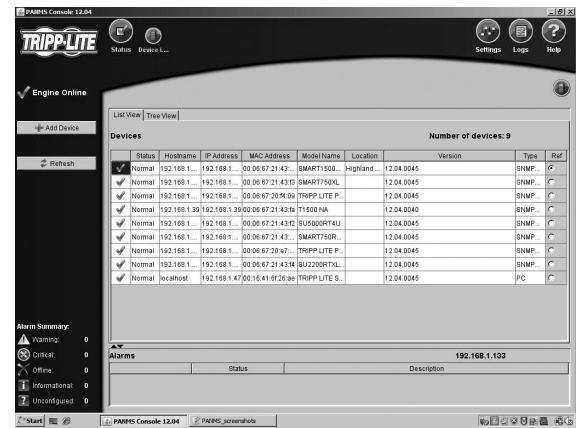 PANMS Console 12.04
TRIPP·LITE
Status Device L...
Settings Logs Help
Engine Online
Add Device
Refresh
List View Tree View
Devices Number of devices: 9
Status Hostname IP Address MAC Address Model Name Location Version Type Ref
Normal 192.168.1... 192.168.1... 00:06:67:21:43:... SMART1500... Highland ... 12.04.0045 SNMP...
Normal 192.168.1... 192.168.1... 00:06:67:21:43:f3 SMART750XL 12.04.0045 SNMP...
Normal 192.168.1... 192.168.1... 00:06:67:20:f4:09 TRIPP LITE P... 12.04.0045 SNMP...
Normal 192.168.1.39 192.168.1.39 00:06:67:21:43:fa T1500 NA 12.04.0040 SNMP...
Normal 192.168.1... 192.168.1... 00:06:67:21:43:f2 SU5000RT4U 12.04.0045 SNMP...
Normal 192.168.1... 192.168.1... 00:06:67:21:43:... SMART750R... 12.04.0045 SNMP...
Normal 192.168.1... 192.168.1... 00:06:67:20:e7:... TRIPP LITE P... 12.04.0045 SNMP...
Normal 192.168.1... 192.168.1... 00:06:67:21:43:f4 SU2200RTXL... 12.04.0045 SNMP...
Normal localhost 192.168.1.47 00:16:41:6f:26:ae TRIPP LITE S... 12.04.0045 PC
Alarm Summary:
Warning: 0
Critical: 0
Offline: 0
Informational: 0
Unconfigured: 0
Alarms 192.168.1.133
Status Description
Start PANMS Console 12.04 PANMS_screenshots